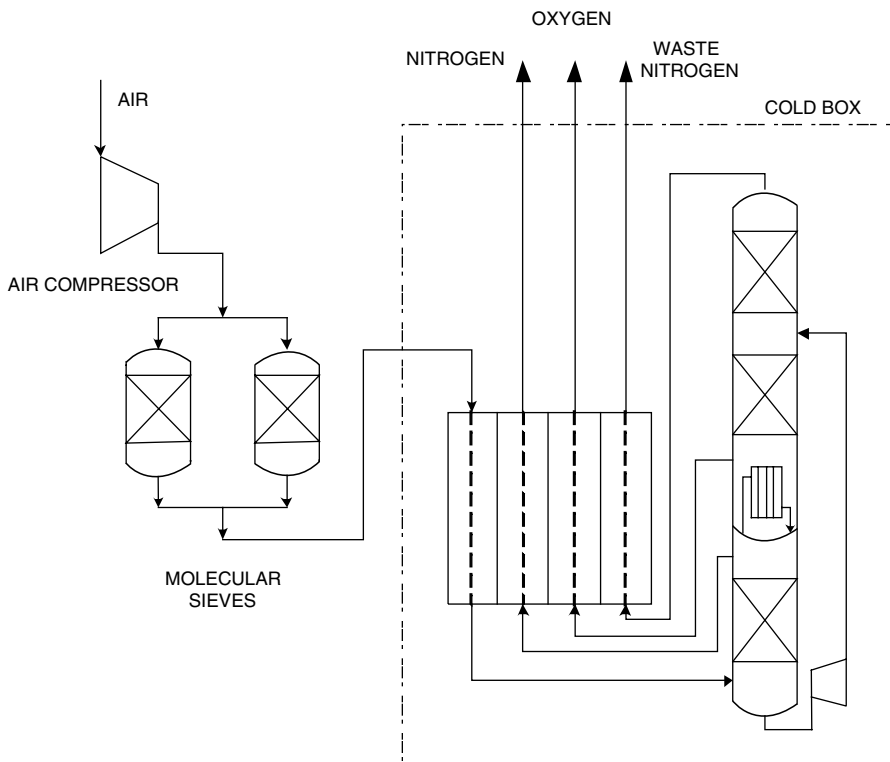 OXYGEN
NITROGEN
WASTE
NITROGEN
AIR
COLD BOX
AIR COMPRESSOR
MOLECULAR
SIEVES